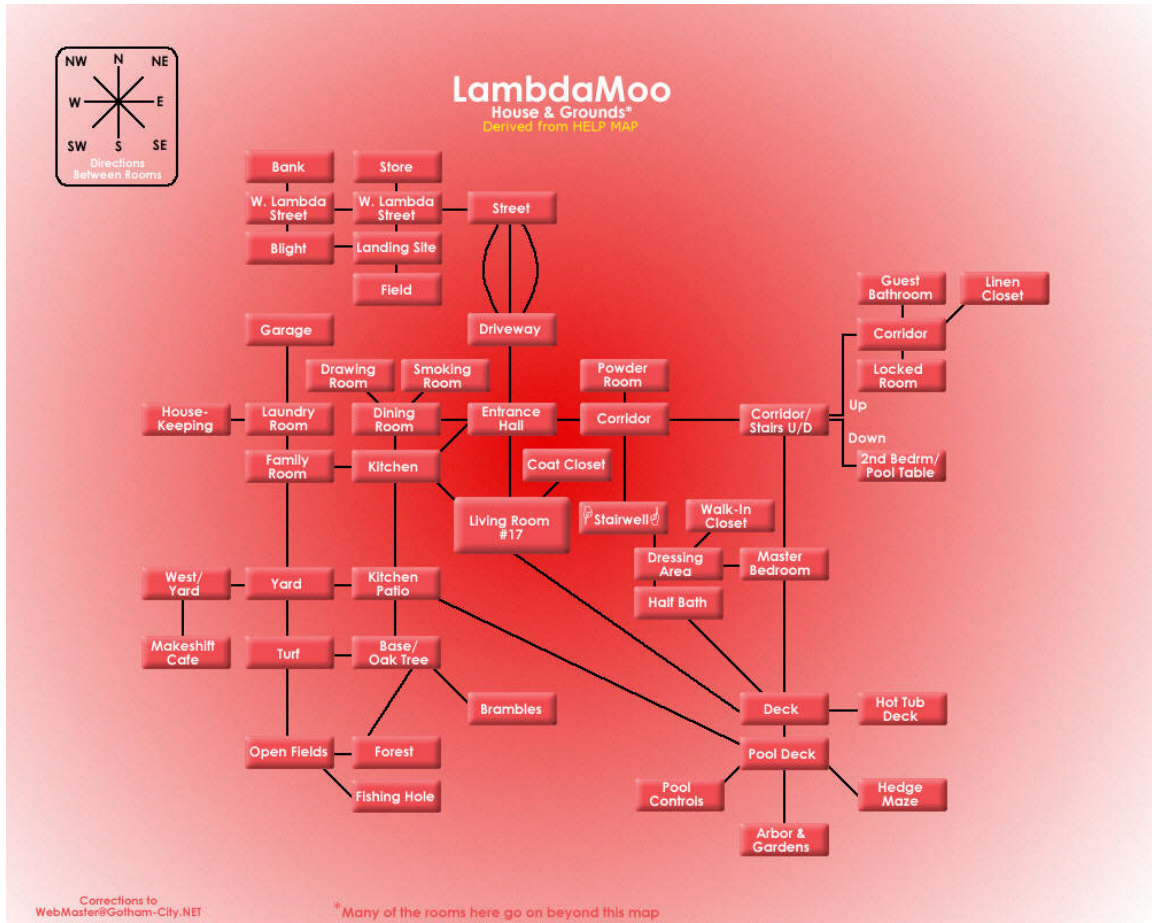 NW
N
NE
W
E
SW
S
SE
Directions
Between Rooms
LambdaMoo
House & Grounds*
Derived from HELP MAP
Bank
Store
W. Lambda
Street
W. Lambda
Street
Street
Blight
Landing Site
Field
Garage
Driveway
Guest
Bathroom
Linen
Closet
Corridor
Locked
Room
Drawing
Room
Smoking
Room
Powder
Room
House-
Keeping
Laundry
Room
Dining
Room
Entrance
Hall
Corridor
Corridor/
Stairs U/D
Up
Down
2nd Bedrm/
Pool Table
Family
Room
Kitchen
Coat Closet
Living Room
#17
Stairwell
Walk-In
Closet
Dressing
Area
Master
Bedroom
Half Bath
West/
Yard
Yard
Kitchen
Patio
Makeshift
Cafe
Turf
Base/
Oak Tree
Brambles
Deck
Hot Tub
Deck
Open Fields
Forest
Pool Deck
Fishing Hole
Pool
Controls
Hedge
Maze
Arbor &
Gardens
Corrections to
WebMaster@Gotham-City.NET
*Many of the rooms here go on beyond this map